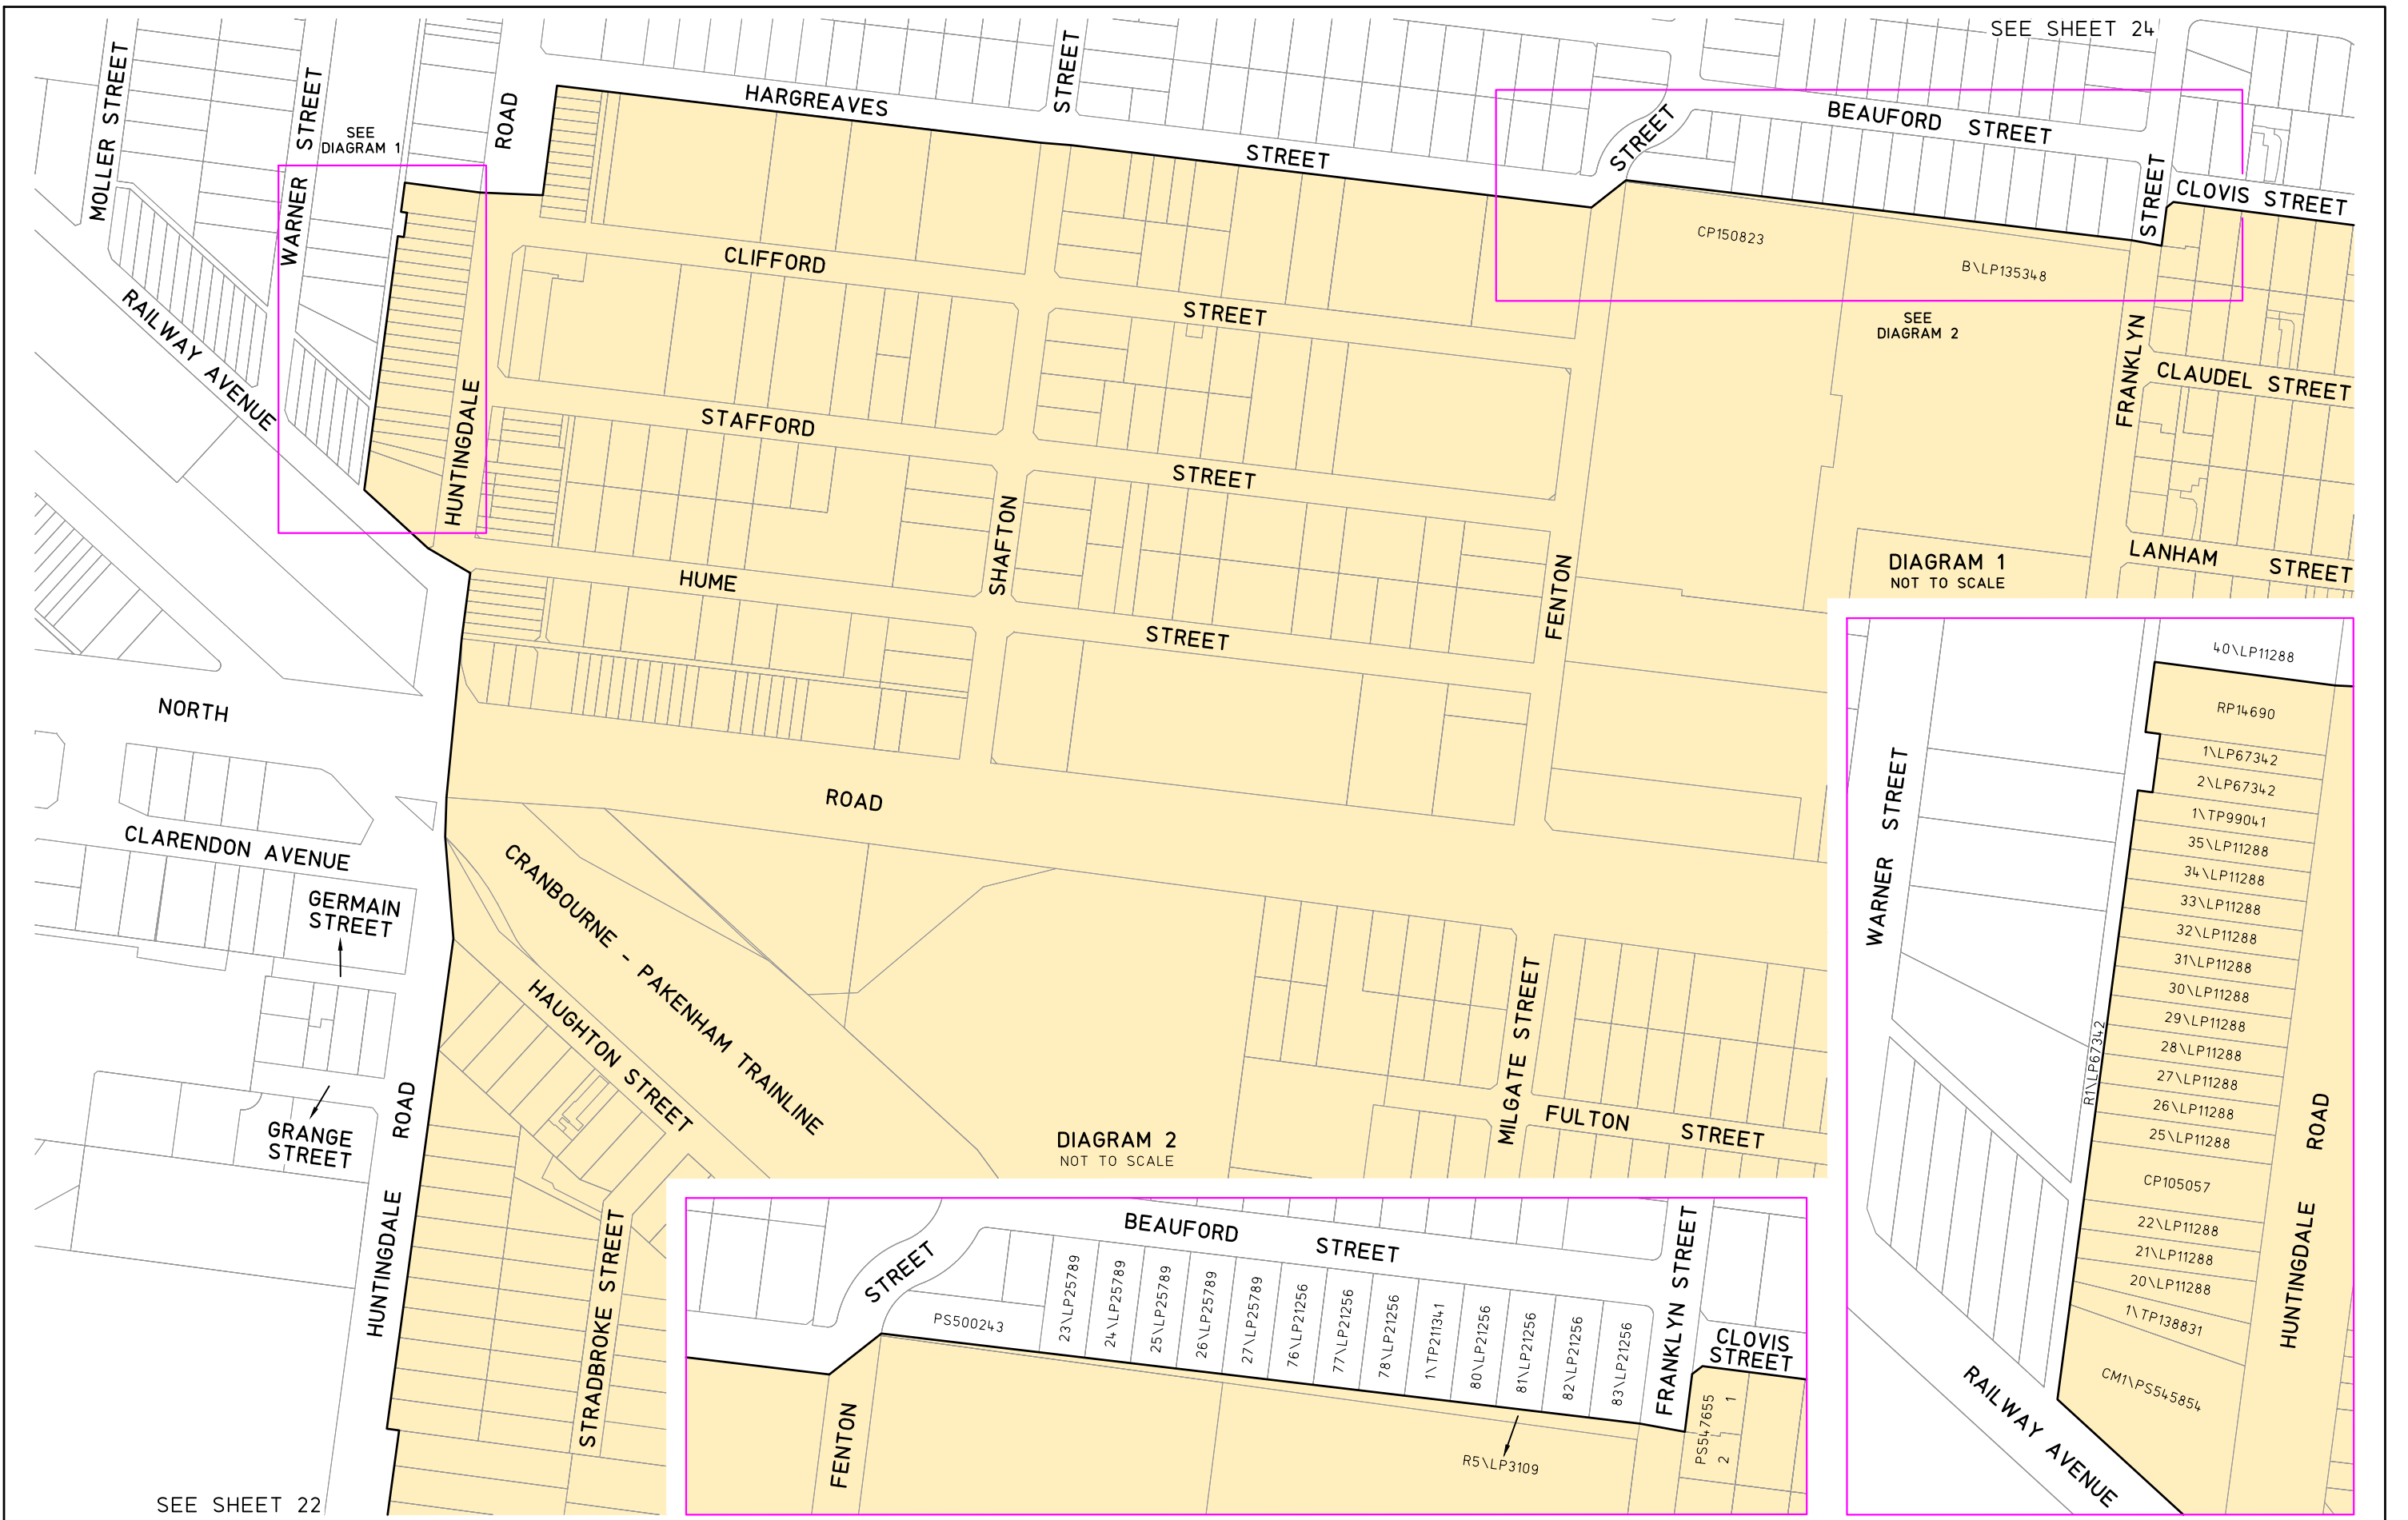 SEE SHEET 24
MOLLER STREET
WARNER STREET
SEE
DIAGRAM 1
ROAD
HARGREAVES
STREET
STREET
STREET
BEAUFORD STREET
STREET
CLOVIS STREET
CP150823
B\LP135348
SEE
DIAGRAM 2
CLIFFORD
STREET
RAILWAY AVENUE
HUNTINGDALE
STAFFORD
STREET
FRANKLYN
CLAUDEL STREET
SHAFTON
FENTON
LANHAM STREET
HUME
STREET
NORTH
ROAD
CLARENDON AVENUE
GERMAIN
STREET
CRANBOURNE - PAKENHAM TRAINLINE
HAUGHTON STREET
MILGATE STREET
FULTON STREET
GRANGE
STREET
ROAD
HUNTINGDALE
STRADBROKE STREET
SEE SHEET 22
DIAGRAM 1
NOT TO SCALE
40\LP11288
RP14690
1\LP67342
2\LP67342
1\TP99041
35\LP11288
34\LP11288
33\LP11288
32\LP11288
31\LP11288
30\LP11288
29\LP11288
28\LP11288
27\LP11288
26\LP11288
25\LP11288
CP105057
22\LP11288
21\LP11288
20\LP11288
1\TP138831
CM1\PS545854
R1\LP67342
WARNER STREET
HUNTINGDALE ROAD
RAILWAY AVENUE
DIAGRAM 2
NOT TO SCALE
BEAUFORD STREET
STREET
PS500243
23\LP25789
24\LP25789
25\LP25789
26\LP25789
27\LP25789
76\LP21256
77\LP21256
78\LP21256
1\TP211341
80\LP21256
81\LP21256
82\LP21256
83\LP21256
FRANKLYN STREET
CLOVIS
STREET
PS547655
1
2
R5\LP3109
FENTON